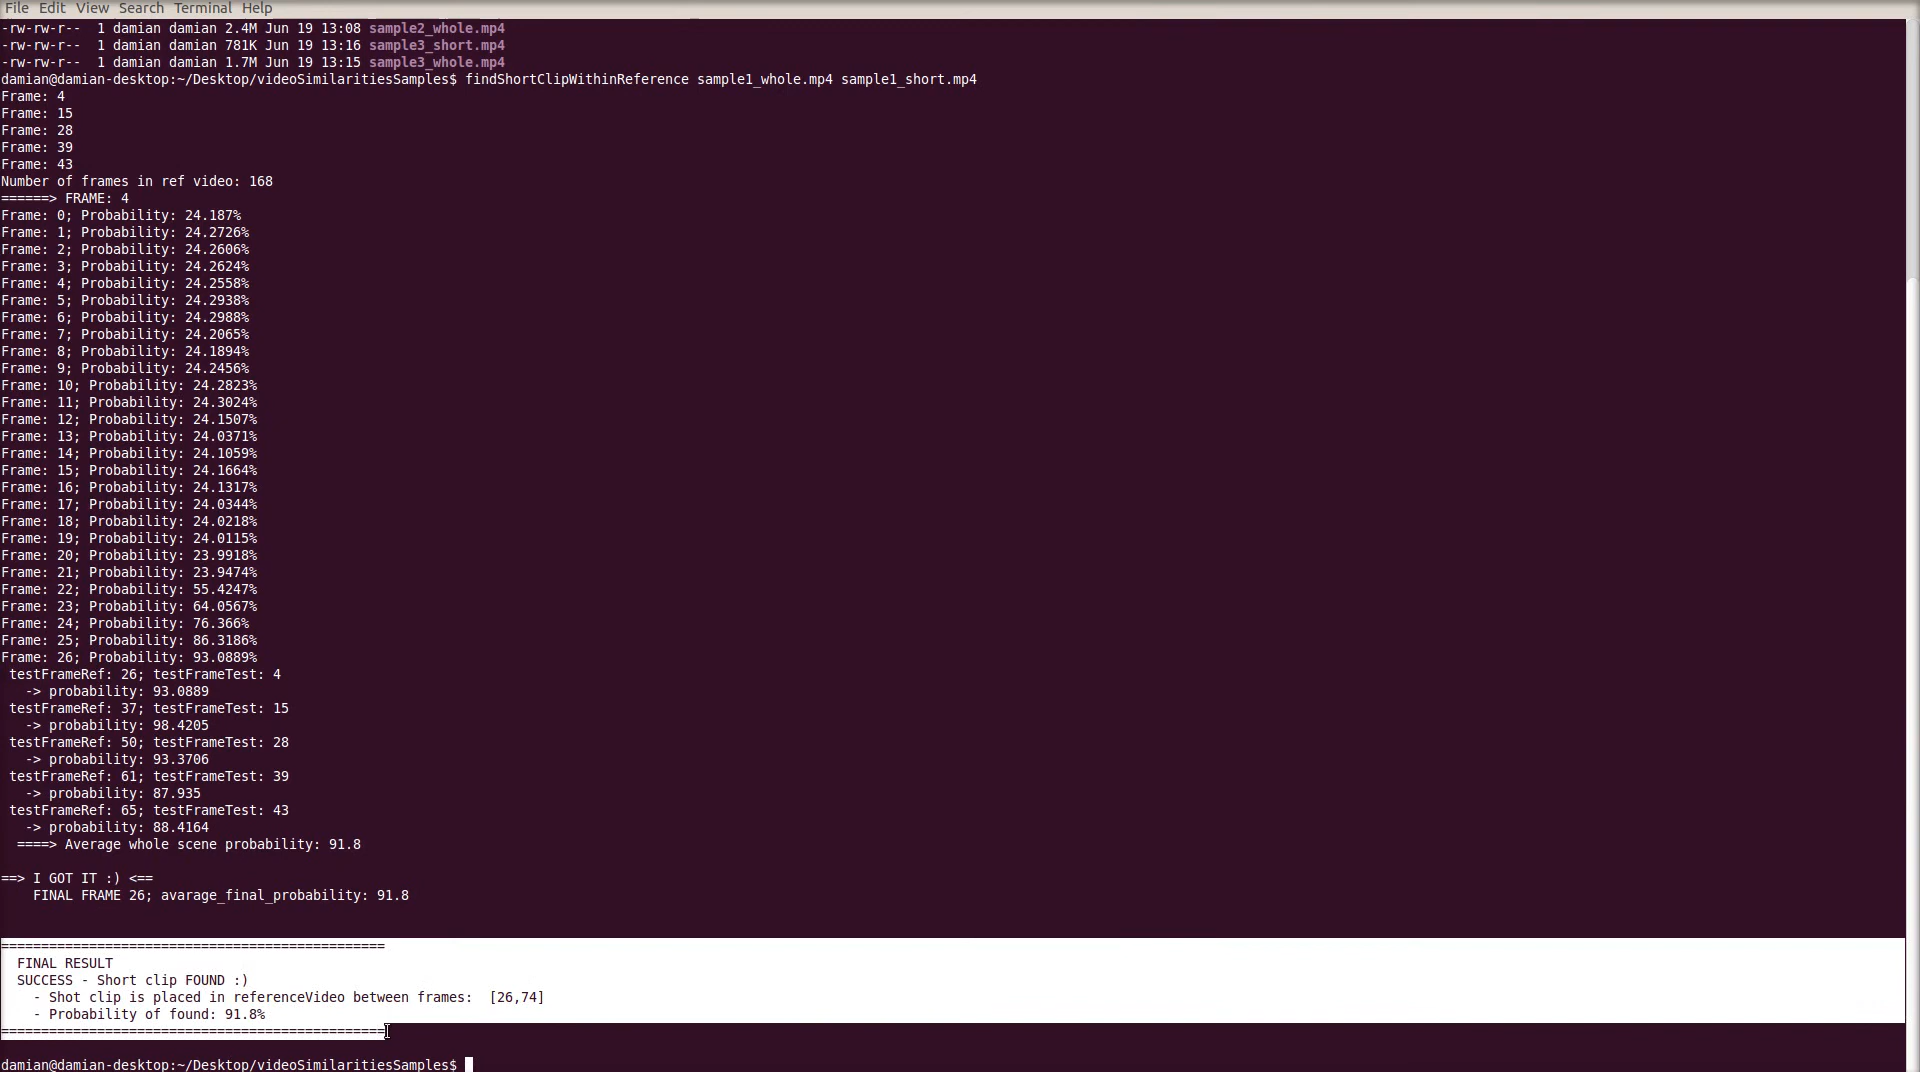 File Edit View Search Terminal Help
-rw-rw-r-- 1 damian damian 2.4M Jun 19 13:08 sample2_whole.mp4
-rw-rw-r-- 1 damian damian 781K Jun 19 13:16 sample3_short.mp4
-rw-rw-r-- 1 damian damian 1.7M Jun 19 13:15 sample3_whole.mp4
damian@damian-desktop:~/Desktop/videoSimilaritiesSamples$ findShortClipWithinReference sample1_whole.mp4 sample1_short.mp4
Frame: 4
Frame: 15
Frame: 28
Frame: 39
Frame: 43
Number of frames in ref video: 168
======> FRAME: 4
Frame: 0; Probability: 24.187%
Frame: 1; Probability: 24.2726%
Frame: 2; Probability: 24.2606%
Frame: 3; Probability: 24.2624%
Frame: 4; Probability: 24.2558%
Frame: 5; Probability: 24.2938%
Frame: 6; Probability: 24.2988%
Frame: 7; Probability: 24.2065%
Frame: 8; Probability: 24.1894%
Frame: 9; Probability: 24.2456%
Frame: 10; Probability: 24.2823%
Frame: 11; Probability: 24.3024%
Frame: 12; Probability: 24.1507%
Frame: 13; Probability: 24.0371%
Frame: 14; Probability: 24.1059%
Frame: 15; Probability: 24.1664%
Frame: 16; Probability: 24.1317%
Frame: 17; Probability: 24.0344%
Frame: 18; Probability: 24.0218%
Frame: 19; Probability: 24.0115%
Frame: 20; Probability: 23.9918%
Frame: 21; Probability: 23.9474%
Frame: 22; Probability: 55.4247%
Frame: 23; Probability: 64.0567%
Frame: 24; Probability: 76.366%
Frame: 25; Probability: 86.3186%
Frame: 26; Probability: 93.0889%
testFrameRef: 26; testFrameTest: 4
-> probability: 93.0889
testFrameRef: 37; testFrameTest: 15
-> probability: 98.4205
testFrameRef: 50; testFrameTest: 28
-> probability: 93.3706
testFrameRef: 61; testFrameTest: 39
-> probability: 87.935
testFrameRef: 65; testFrameTest: 43
-> probability: 88.4164
====> Average whole scene probability: 91.8
==> I GOT IT :) <==
FINAL FRAME 26; avarage_final_probability: 91.8
================================================
FINAL RESULT
SUCCESS - Short clip FOUND :)
- Shot clip is placed in referenceVideo between frames: [26,74]
- Probability of found: 91.8%
================================================
damian@damian-desktop:~/Desktop/videoSimilaritiesSamples$